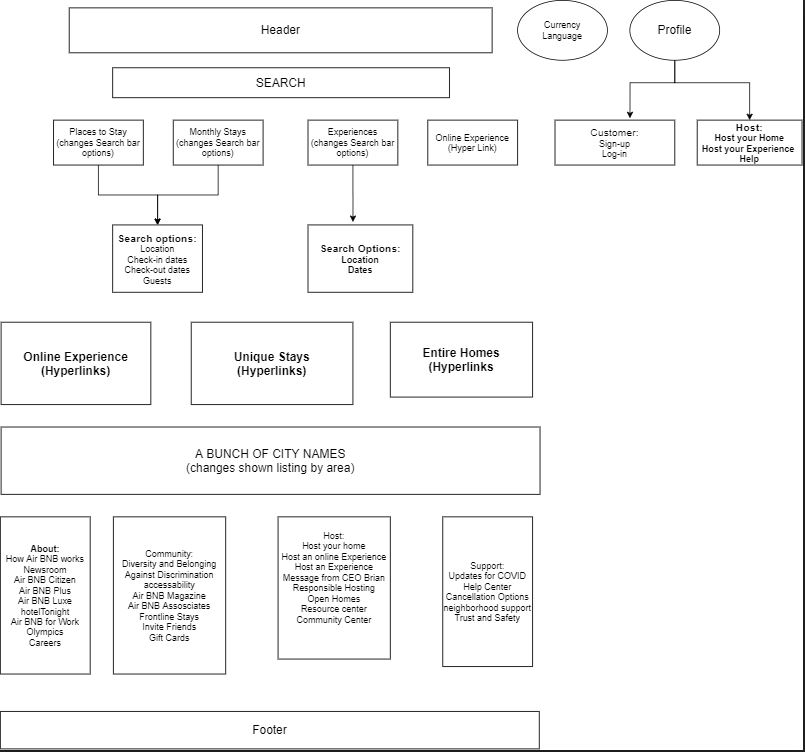 Header
Currency
Language
Profile
SEARCH
Places to Stay
(changes Search bar
options)
Monthly Stays
(changes Search bar
options)
Experiences
(changes Search bar
options)
Online Experience
(Hyper Link)
Customer:
Sign-up
Log-in
Host:
Host your Home
Host your Experience
Help
Search options:
Location
Check-in dates
Check-out dates
Guests
Search Options:
Location
Dates
Online Experience
(Hyperlinks)
Unique Stays
(Hyperlinks)
Entire Homes
(Hyperlinks
A BUNCH OF CITY NAMES
(changes shown listing by area)
About:
How Air BNB works
Newsroom
Air BNB Citizen
Air BNB Plus
Air BNB Luxe
hotelTonight
Air BNB for Work
Olympics
Careers
Community:
Diversity and Belonging
Against Discrimination
accessability
Air BNB Magazine
Air BNB Assosciates
Frontline Stays
Invite Friends
Gift Cards
Host:
Host your home
Host an online Experience
Host an Experience
Message from CEO Brian
Responsible Hosting
Open Homes
Resource center
Community Center
Support:
Updates for COVID
Help Center
Cancellation Options
neighborhood support
Trust and Safety
Footer